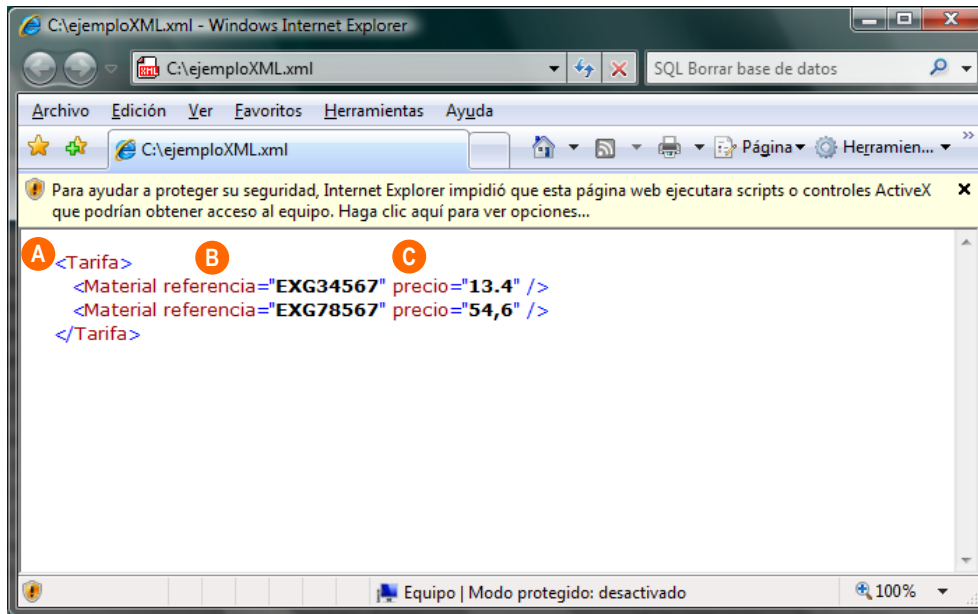 C:\ejemploXML.xml - Windows Internet Explorer
C:\ejemploXML.xml
SQL Borrar base de datos
Archivo Edición Ver Favoritos Herramientas Ayuda
C:\ejemploXML.xml
Página Herramien... »
Para ayudar a proteger su seguridad, Internet Explorer impidió que esta página web ejecutara scripts o controles ActiveX
que podrían obtener acceso al equipo. Haga clic aquí para ver opciones...
A B C
<Tarifa>
<Material referencia="EXG34567" precio="13.4" />
<Material referencia="EXG78567" precio="54,6" />
</Tarifa>
Equipo | Modo protegido: desactivado 100%